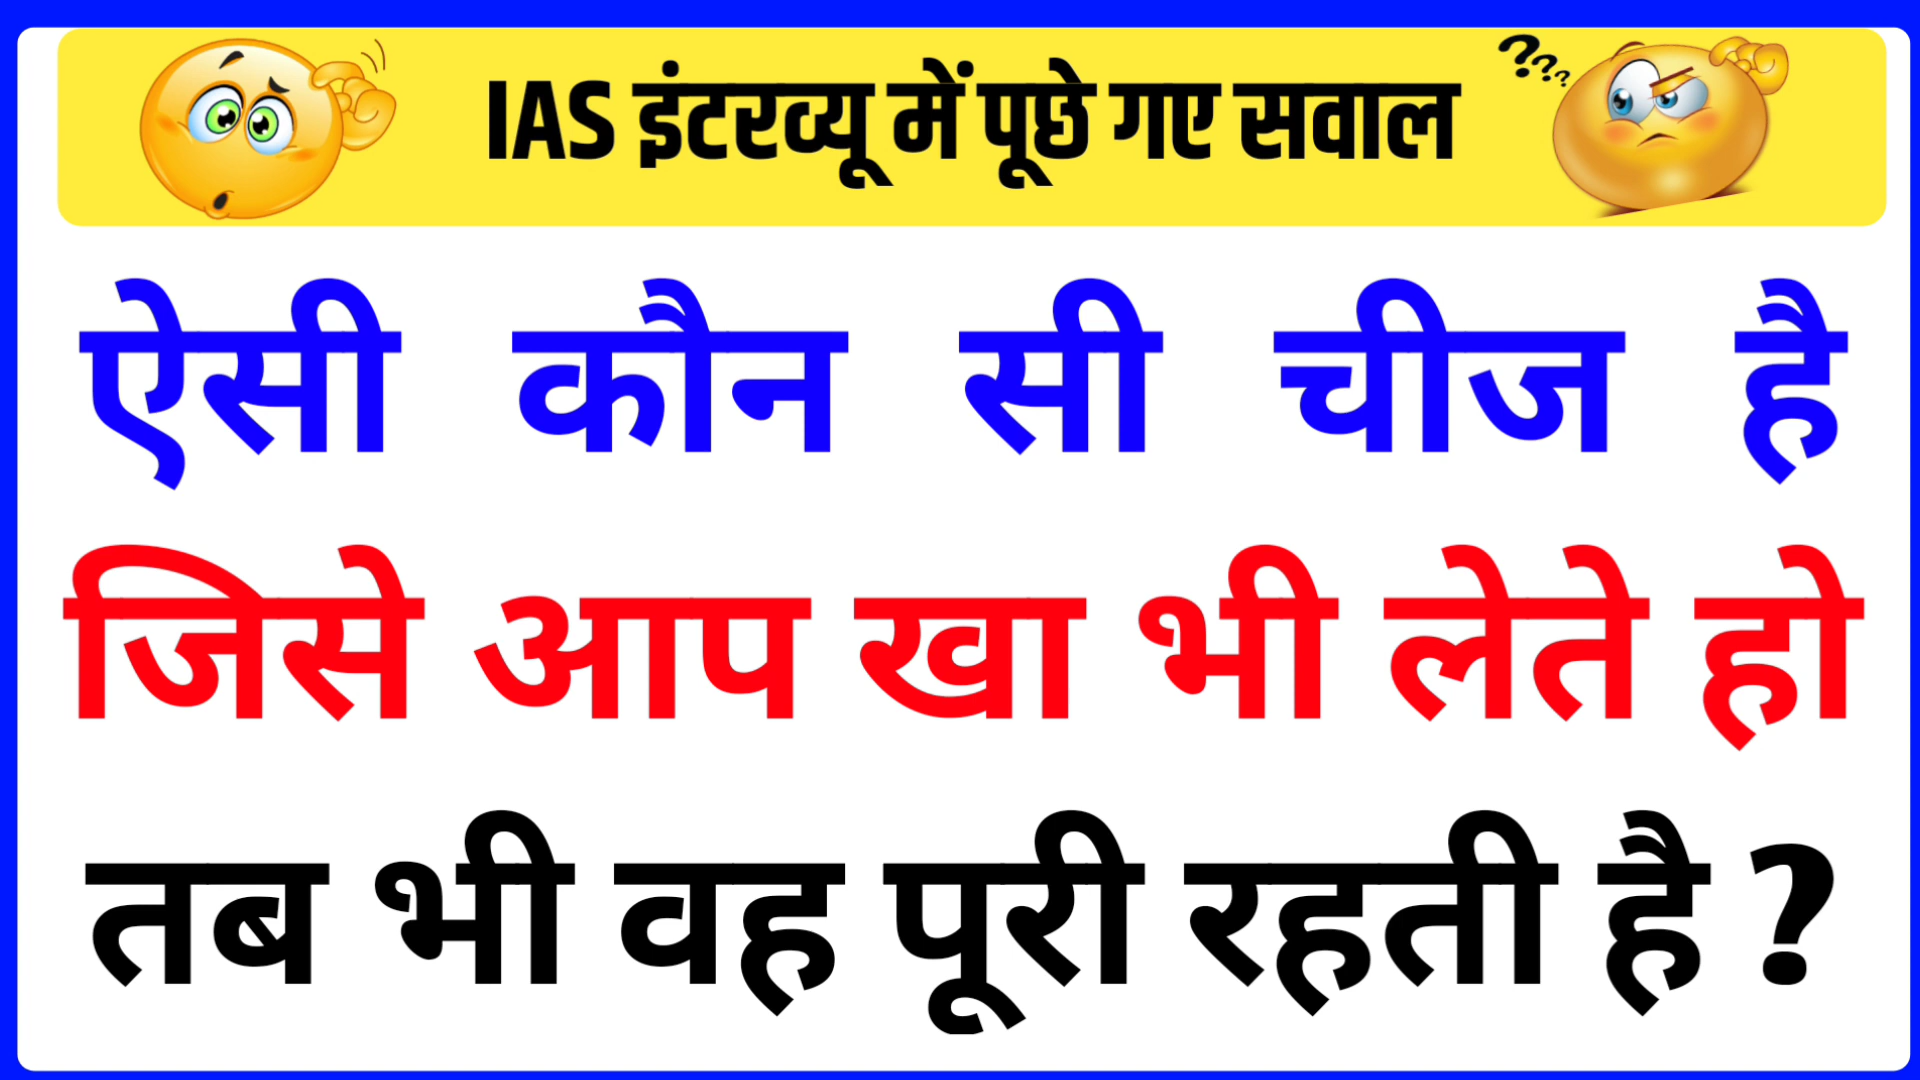 IAS इंटरव्यू में पूछे गए सवाल
???
ऐसी कौन सी चीज है
जिसे आप खा भी लेते हो
तब भी वह पूरी रहती है ?